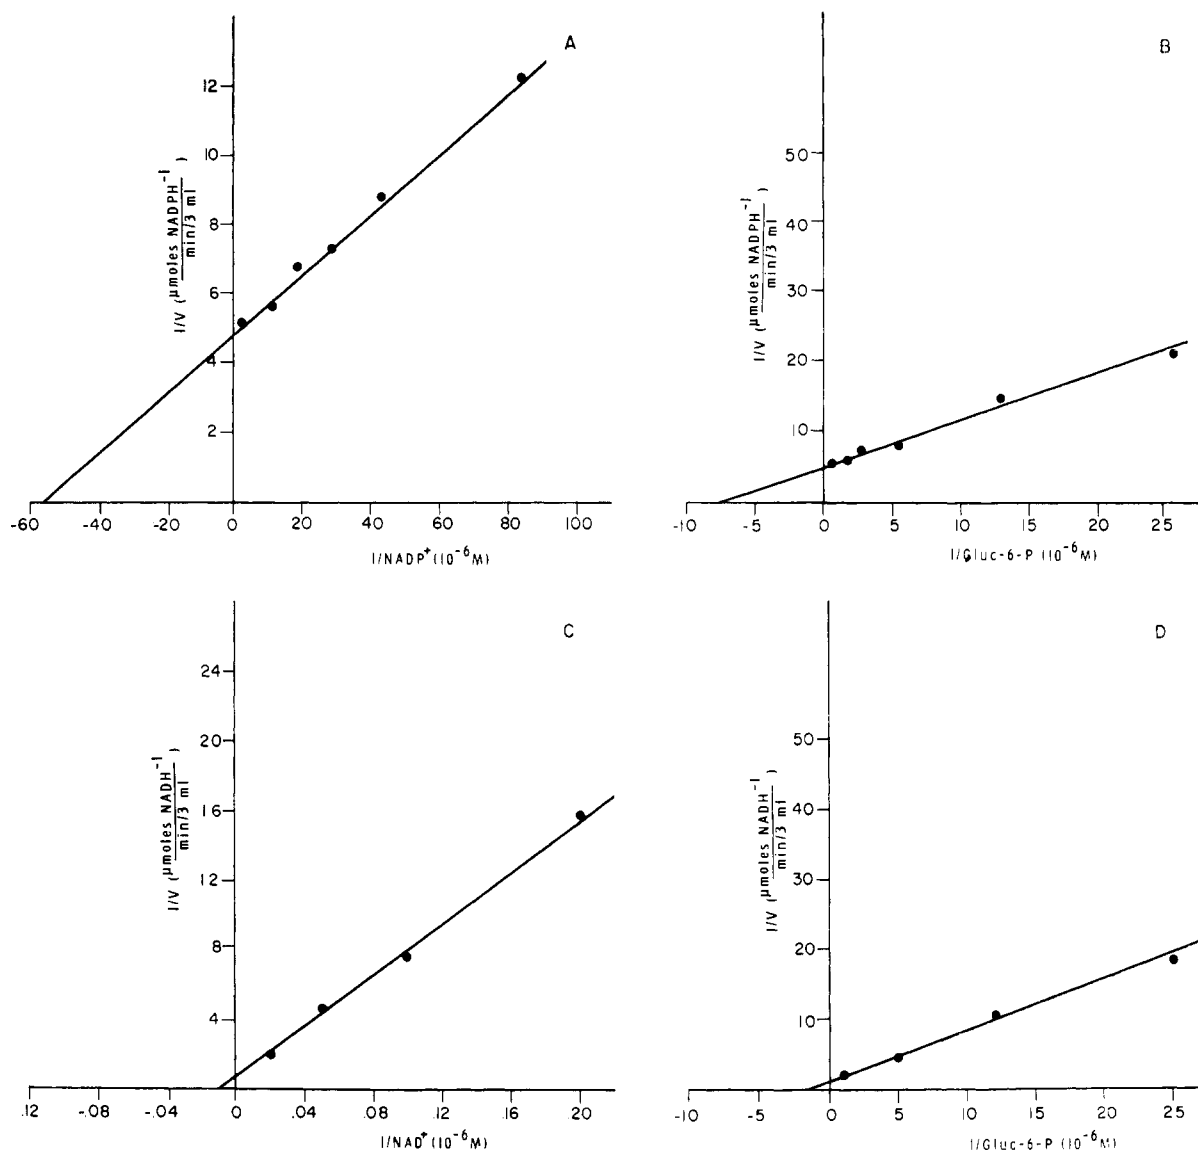 A
12
10
8
6
4
2
1/V (μmoles NADPH⁻¹
min/3 ml)
-60 -40 -20 0 20 40 60 80 100
1/NADP⁺ (10⁻⁶M)
B
50
40
30
20
10
1/V (μmoles NADPH⁻¹
min/3 ml)
-10 -5 0 5 10 15 20 25
1/Gluc-6-P (10⁻⁶M)
C
24
20
16
12
8
4
1/V (μmoles NADH⁻¹
min/3 ml)
.12 -.08 -.04 0 .04 .08 .12 .16 .20
1/NAD⁺ (10⁻⁶M)
D
50
40
30
20
10
1/V (μmoles NADH⁻¹
min/3 ml)
-10 -5 0 5 10 15 20 25
1/Gluc-6-P (10⁻⁶M)